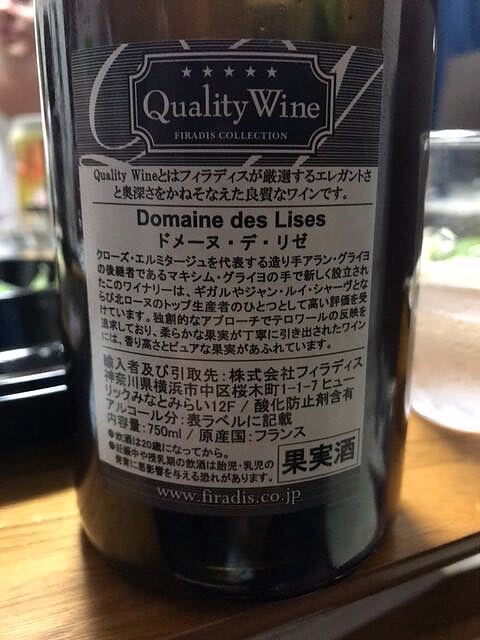 ★★★★★
Quality Wine
FIRADIS COLLECTION
Quality Wineとはフィラディスが厳選するエレガントさ
と奥深さをかねそなえた良質なワインです。
Domaine des Lises
ドメーヌ・デ・リゼ
クローズ・エルミタージュを代表する造り手アラン・グライヨ
の後継者であるマキシム・グライヨの手で新しく設立され
たこのワイナリーは、ギガルやジャン・ルイ・シャーヴとな
らび北ローヌのトップ生産者のひとつとして高い評価を受
けています。独創的なアプローチでテロワールの反映を
追求しており、柔らかな果実が丁寧に引き出されたワイン
には、香り高さとピュアな果実があふれています。
輸入者及び引取先：株式会社フィラディス
神奈川県横浜市中区桜木町1-1-7 ヒュー
リックみなとみらい12F / 酸化防止剤含有
アルコール分：表ラベルに記載
内容量：750ml / 原産国：フランス
●飲酒は20歳になってから。
●妊娠中や授乳期の飲酒は胎児・乳児の
発育に悪影響を与える恐れがあります。
果実酒
www.firadis.co.jp